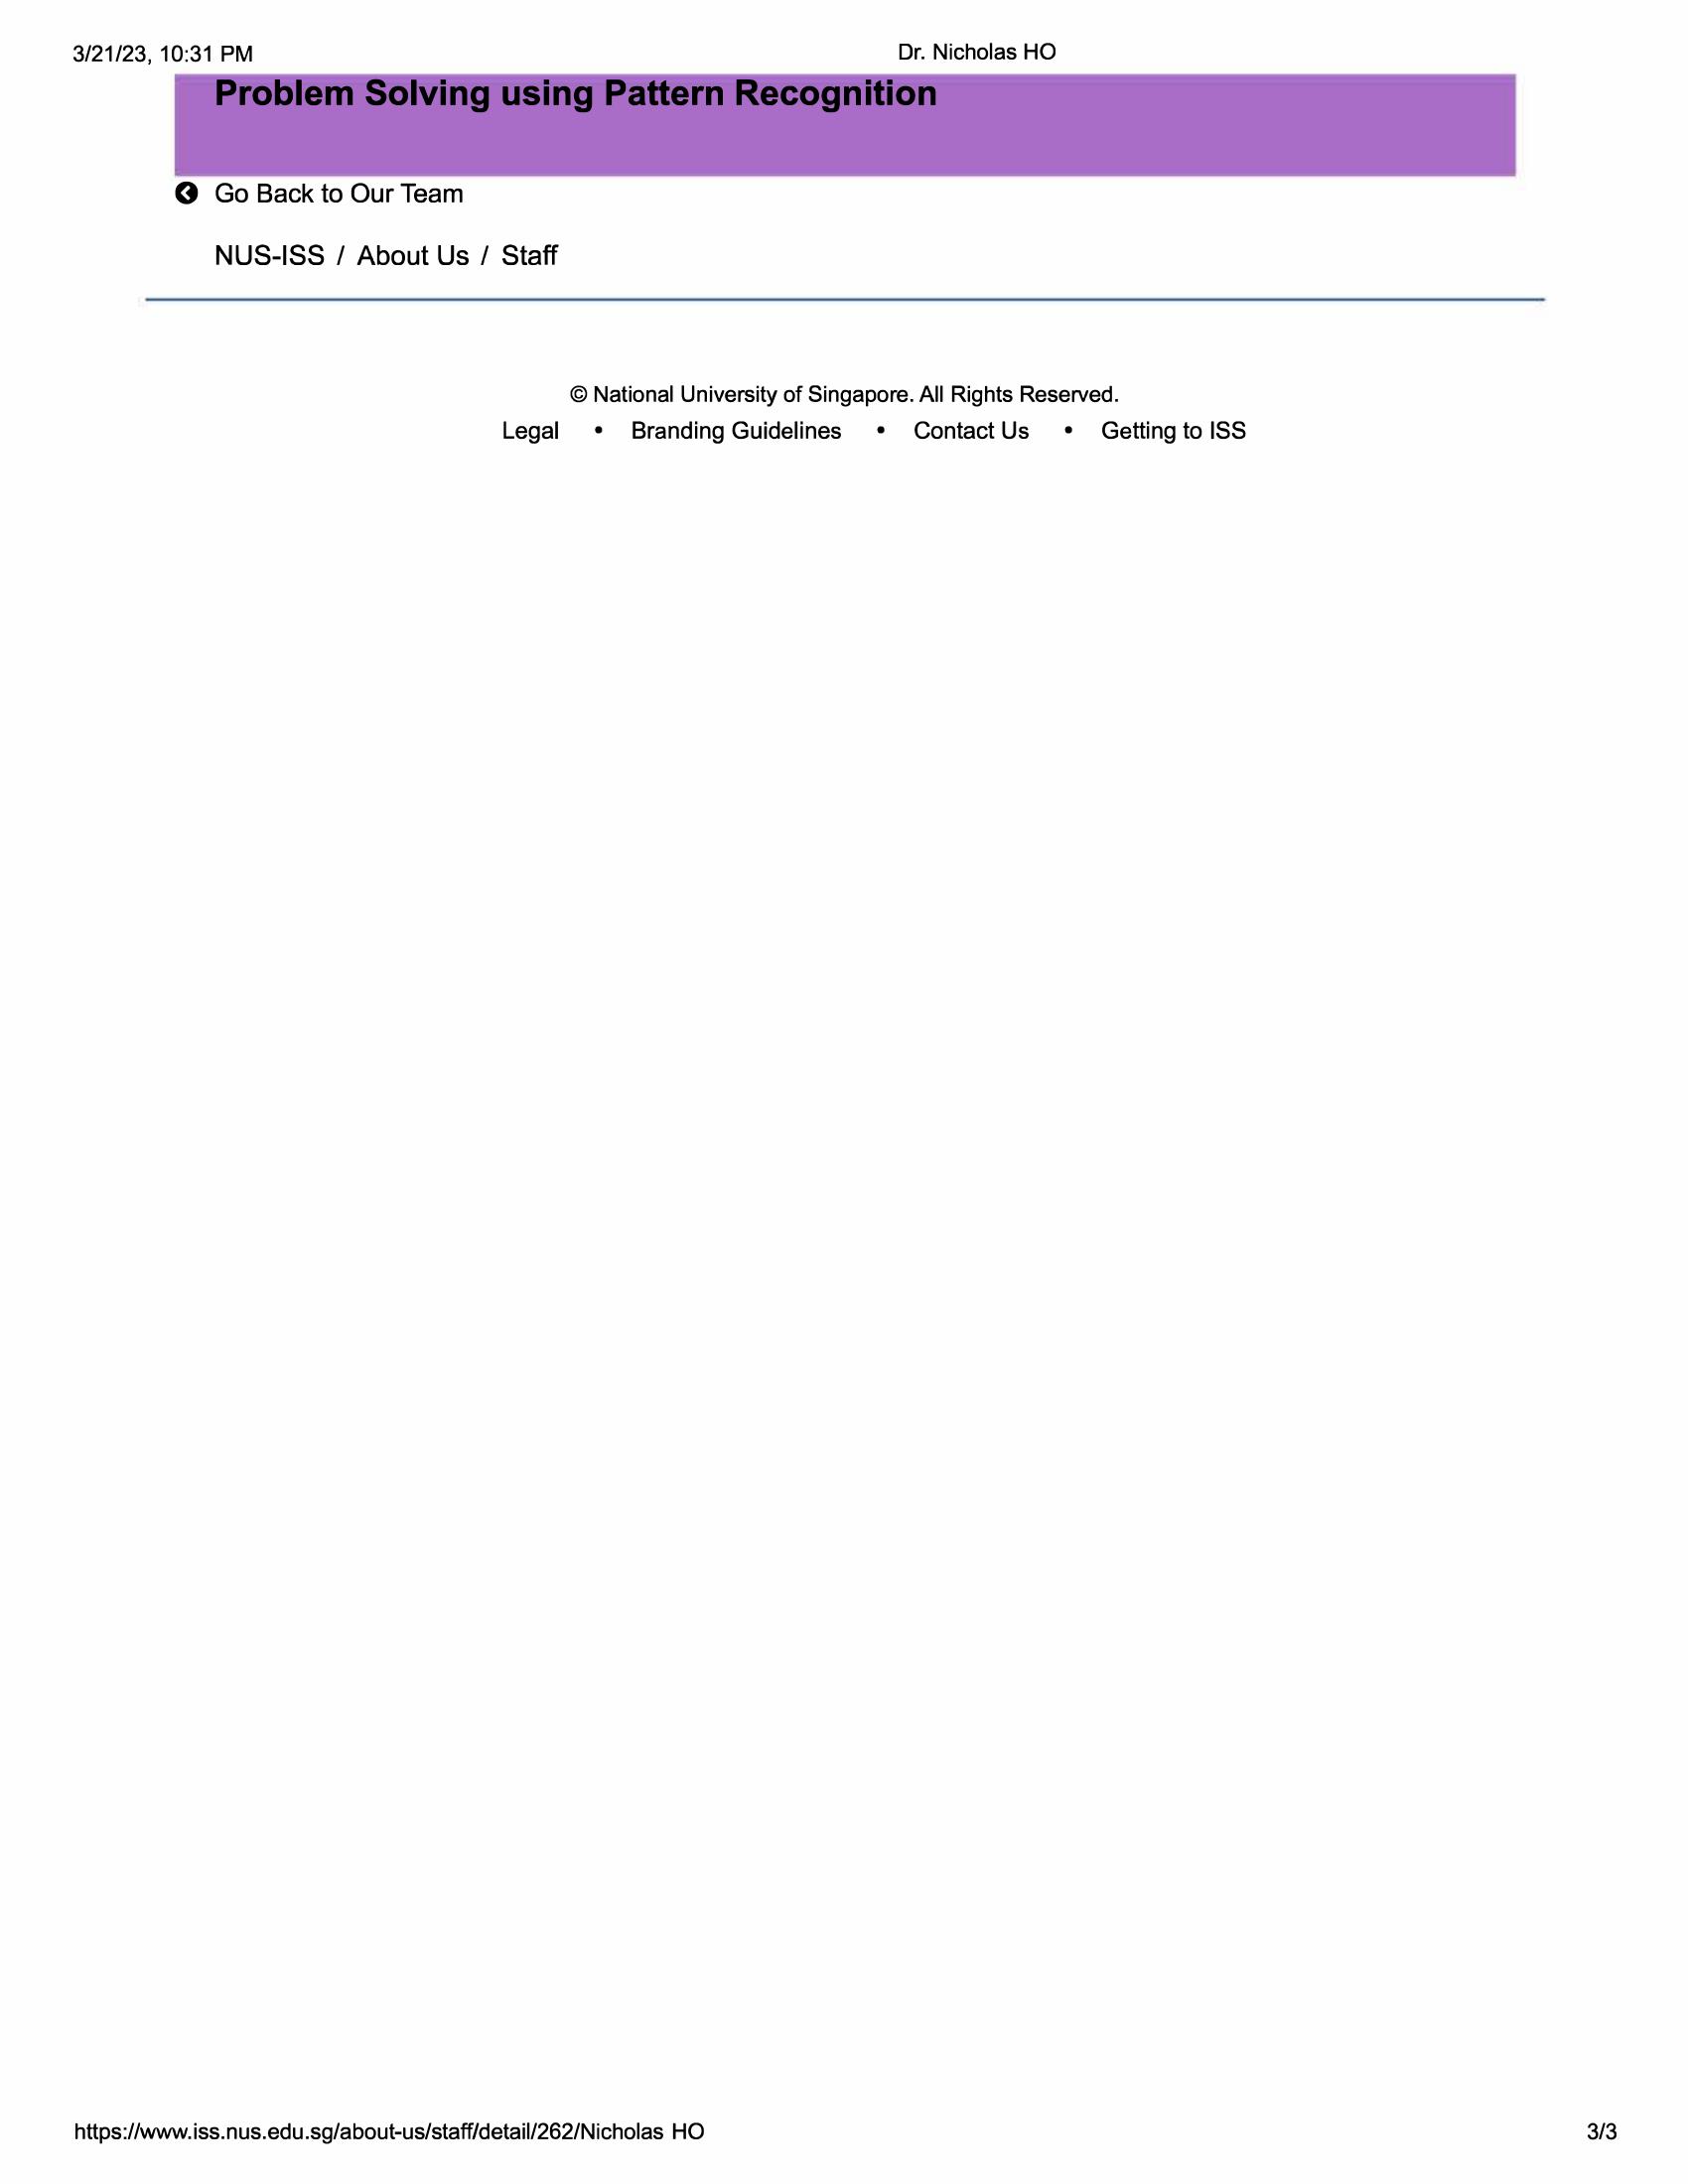 3/21/23, 10:31 PM Dr. Nicholas HO
Problem Solving using Pattern Recognition
Go Back to Our Team
NUS-ISS / About Us / Staff
© National University of Singapore. All Rights Reserved.
Legal • Branding Guidelines • Contact Us • Getting to ISS
https://www.iss.nus.edu.sg/about-us/staff/detail/262/Nicholas HO 3/3